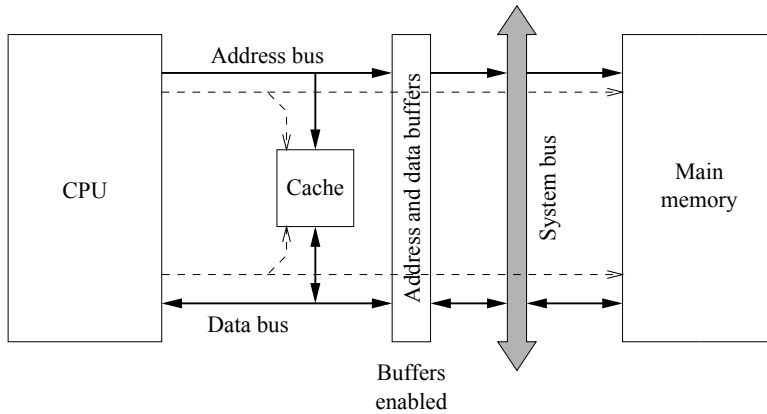 Address bus
CPU
Cache
Address and data buffers
System bus
Main
memory
Data bus
Buffers
enabled